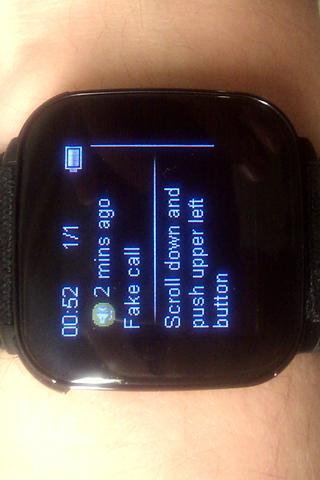 00:52 1/1
2 mins ago
Fake call
Scroll down and
push upper left
button